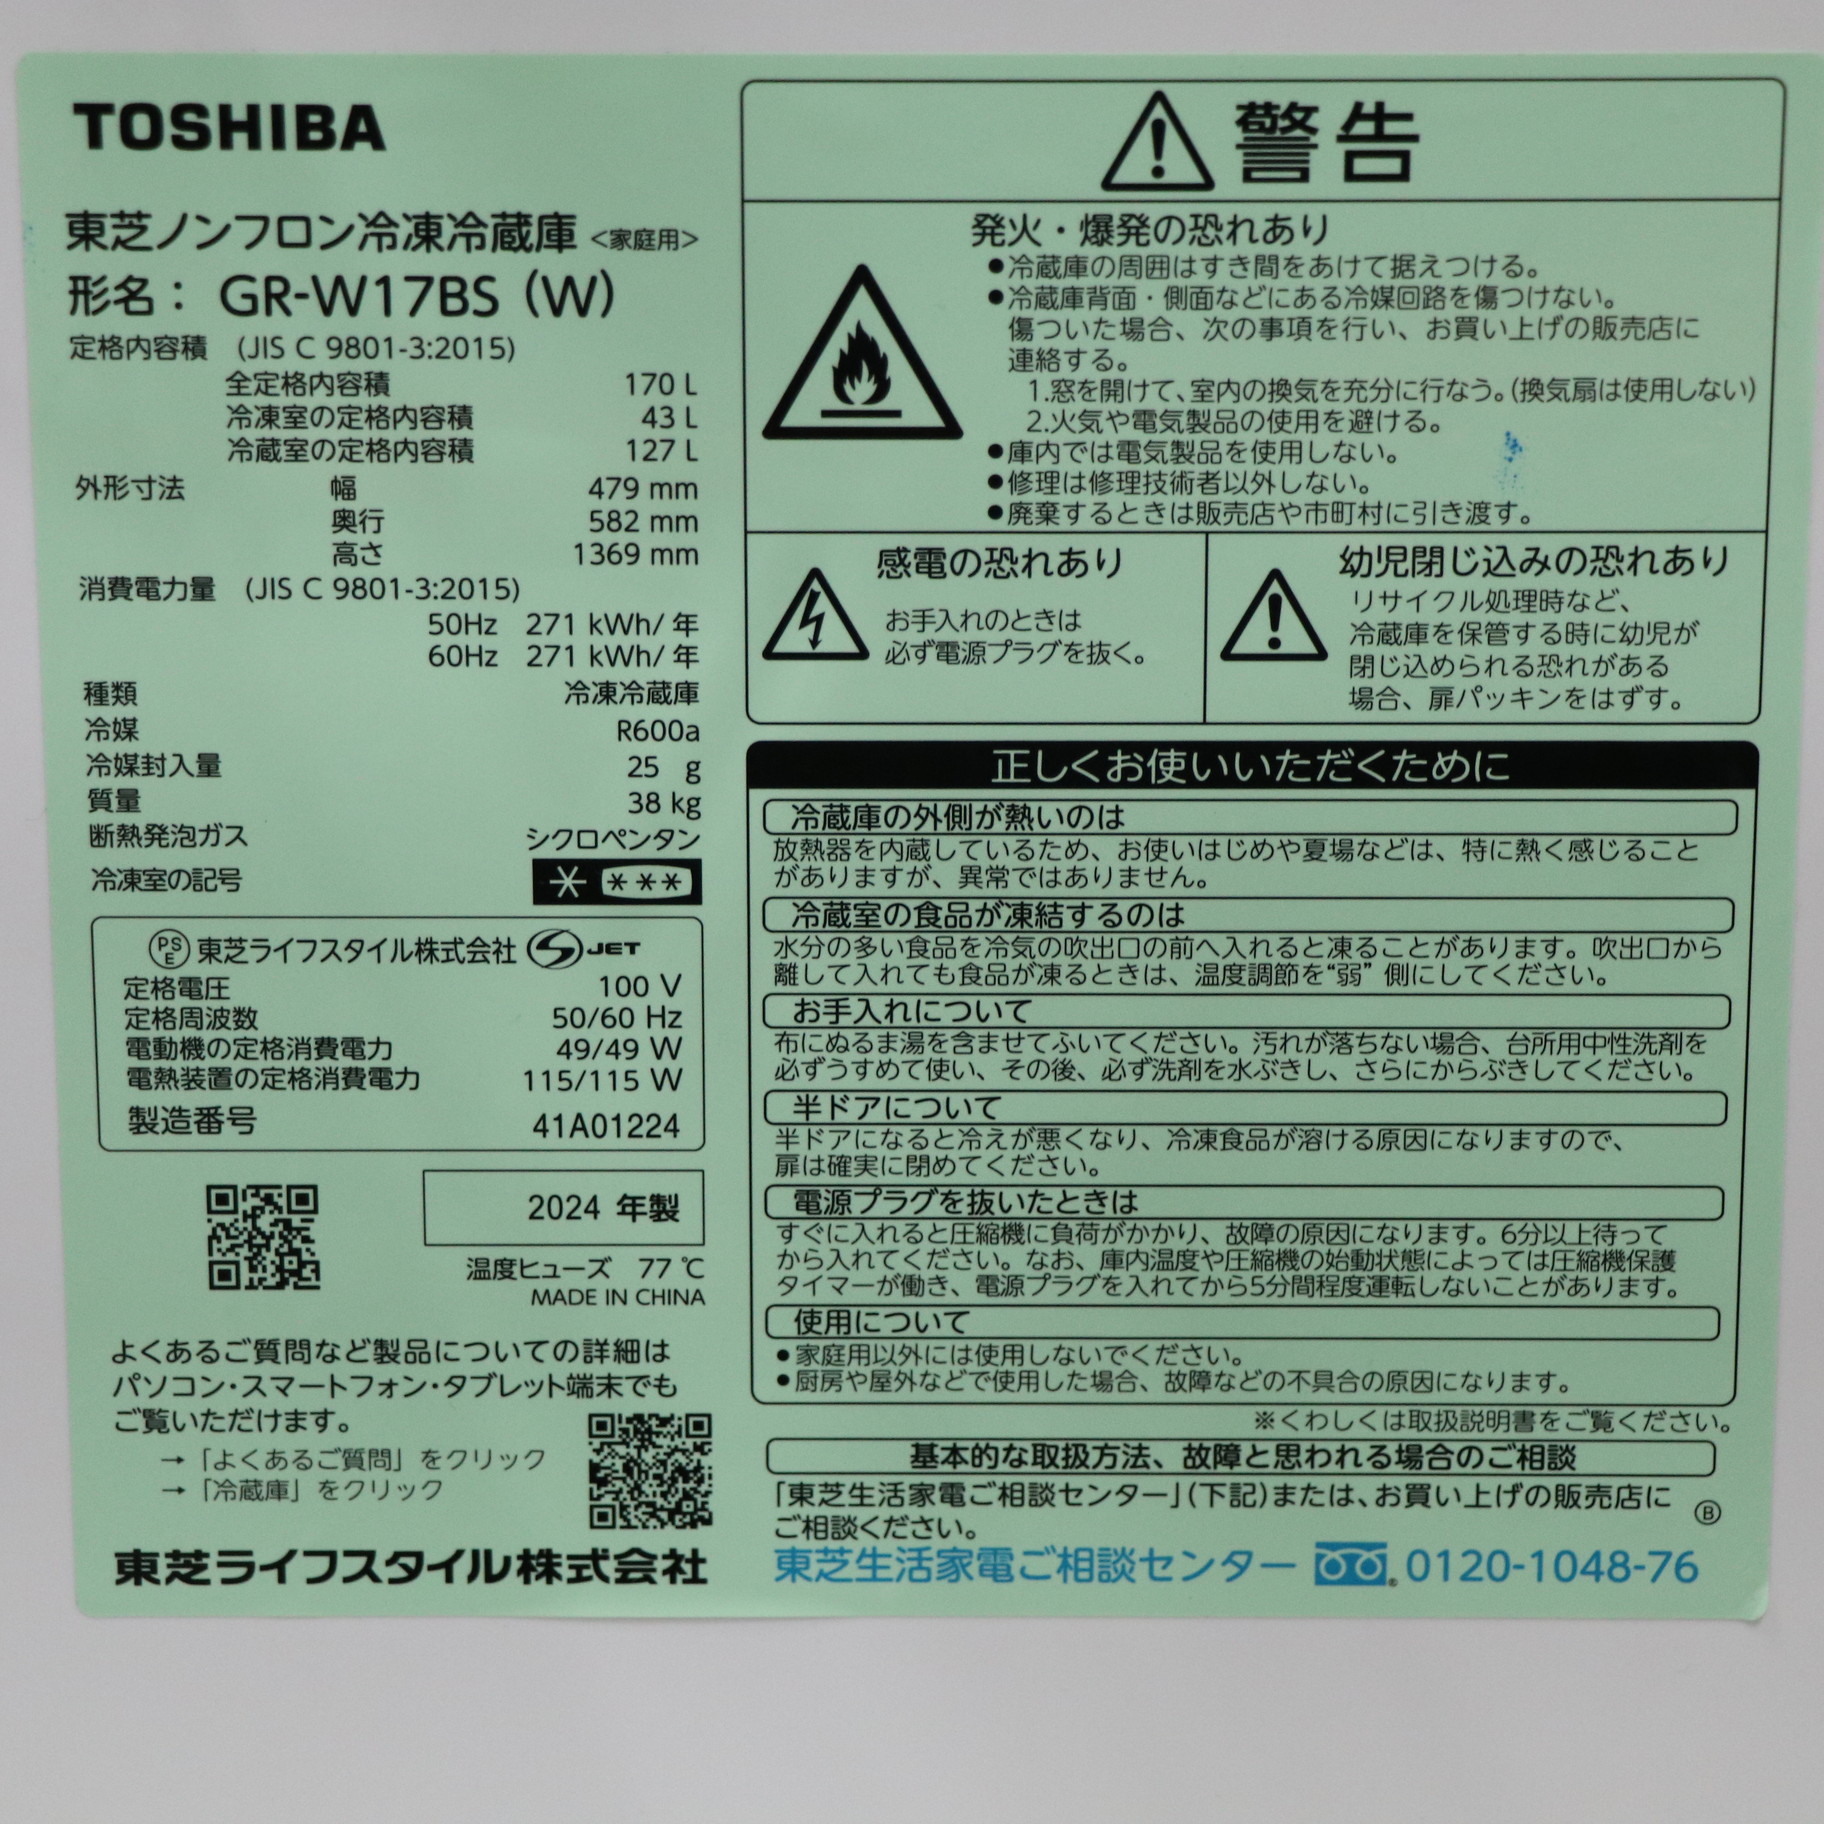 TOSHIBA
東芝ノンフロン冷凍冷蔵庫 <家庭用>
形名： GR-W17BS (W)
定格内容積 (JIS C 9801-3:2015)
全定格内容積 170 L
冷凍室の定格内容積 43 L
冷蔵室の定格内容積 127 L
外形寸法 幅 479 mm
奥行 582 mm
高さ 1369 mm
消費電力量 (JIS C 9801-3:2015)
50Hz 271 kWh/年
60Hz 271 kWh/年
種類 冷凍冷蔵庫
冷媒 R600a
冷媒封入量 25 g
質量 38 kg
断熱発泡ガス シクロペンタン
冷凍室の記号 * ***
PSE 東芝ライフスタイル株式会社 S JET
定格電圧 100 V
定格周波数 50/60 Hz
電動機の定格消費電力 49/49 W
電熱装置の定格消費電力 115/115 W
製造番号 41A01224
2024 年製
温度ヒューズ 77 ℃
MADE IN CHINA
よくあるご質問など製品についての詳細は
パソコン・スマートフォン・タブレット端末でも
ご覧いただけます。
→「よくあるご質問」をクリック
→「冷蔵庫」をクリック
東芝ライフスタイル株式会社
警告
発火・爆発の恐れあり
●冷蔵庫の周囲はすき間をあけて据えつける。
●冷蔵庫背面・側面などにある冷媒回路を傷つけない。
傷ついた場合、次の事項を行い、お買い上げの販売店に
連絡する。
1.窓を開けて、室内の換気を充分に行なう。(換気扇は使用しない)
2.火気や電気製品の使用を避ける。
●庫内では電気製品を使用しない。
●修理は修理技術者以外しない。
●廃棄するときは販売店や市町村に引き渡す。
感電の恐れあり
お手入れのときは
必ず電源プラグを抜く。
幼児閉じ込みの恐れあり
リサイクル処理時など、
冷蔵庫を保管する時に幼児が
閉じ込められる恐れがある
場合、扉パッキンをはずす。
正しくお使いいただくために
冷蔵庫の外側が熱いのは
放熱器を内蔵しているため、お使いはじめや夏場などは、特に熱く感じること
がありますが、異常ではありません。
冷蔵室の食品が凍結するのは
水分の多い食品を冷気の吹出口の前へ入れると凍ることがあります。吹出口から
離して入れても食品が凍るときは、温度調節を“弱”側にしてください。
お手入れについて
布にぬるま湯を含ませてふいてください。汚れが落ちない場合、台所用中性洗剤を
必ずうすめて使い、その後、必ず洗剤を水ぶきし、さらにからぶきしてください。
半ドアについて
半ドアになると冷えが悪くなり、冷凍食品が溶ける原因になりますので、
扉は確実に閉めてください。
電源プラグを抜いたときは
すぐに入れると圧縮機に負荷がかかり、故障の原因になります。6分以上待って
から入れてください。なお、庫内温度や圧縮機の始動状態によっては圧縮機保護
タイマーが働き、電源プラグを入れてから5分間程度運転しないことがあります。
使用について
●家庭用以外には使用しないでください。
●厨房や屋外などで使用した場合、故障などの不具合の原因になります。
※くわしくは取扱説明書をご覧ください。
基本的な取扱方法、故障と思われる場合のご相談
「東芝生活家電ご相談センター」(下記)または、お買い上げの販売店に
ご相談ください。 Ⓑ
東芝生活家電ご相談センター 0120-1048-76